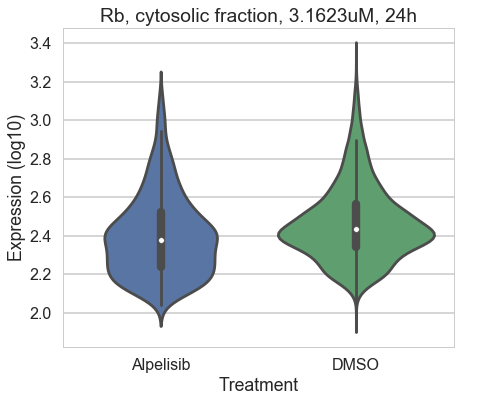 Rb, cytosolic fraction, 3.1623uM, 24h
Expression (log10)
3.4
3.2
3.0
2.8
2.6
2.4
2.2
2.0
Alpelisib DMSO
Treatment